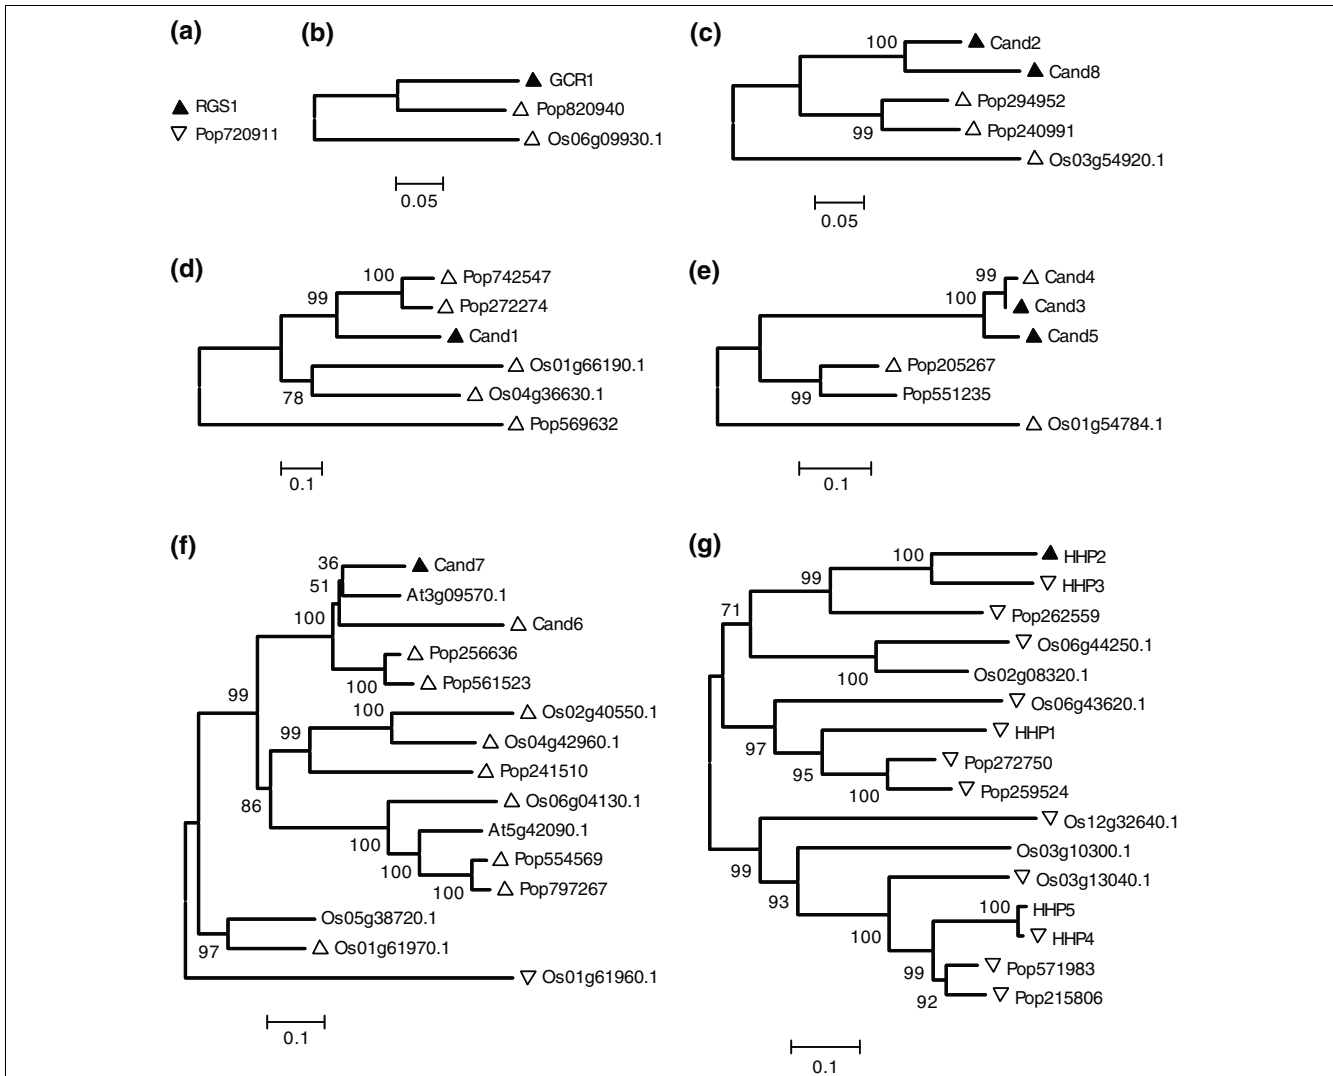 (a)
RGS1
Pop720911
(b)
GCR1
Pop820940
Os06g09930.1
0.05
(c)
100
Cand2
Cand8
Pop294952
99
Pop240991
Os03g54920.1
0.05
(d)
100
Pop742547
99
Pop272274
Cand1
Os01g66190.1
78
Os04g36630.1
Pop569632
0.1
(e)
99
Cand4
100
Cand3
Cand5
Pop205267
99
Pop551235
Os01g54784.1
0.1
(f)
36
Cand7
51
At3g09570.1
100
Cand6
Pop256636
100
Pop561523
99
100
Os02g40550.1
99
Os04g42960.1
Pop241510
86
Os06g04130.1
100
At5g42090.1
100
Pop554569
100
Pop797267
Os05g38720.1
97
Os01g61970.1
Os01g61960.1
0.1
(g)
100
HHP2
99
HHP3
71
Pop262559
Os06g44250.1
100
Os02g08320.1
Os06g43620.1
97
HHP1
95
Pop272750
100
Pop259524
Os12g32640.1
99
Os03g10300.1
93
Os03g13040.1
100
100
HHP5
HHP4
99
Pop571983
92
Pop215806
0.1